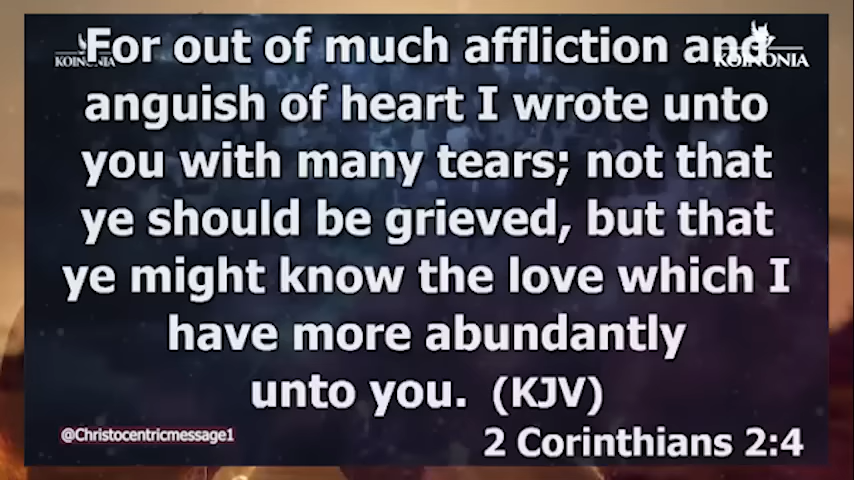 For out of much affliction and
KOINONIA
KOINONIA
anguish of heart I wrote unto
you with many tears; not that
ye should be grieved, but that
ye might know the love which I
have more abundantly
unto you. (KJV)
@Christocentricmessage1
2 Corinthians 2:4